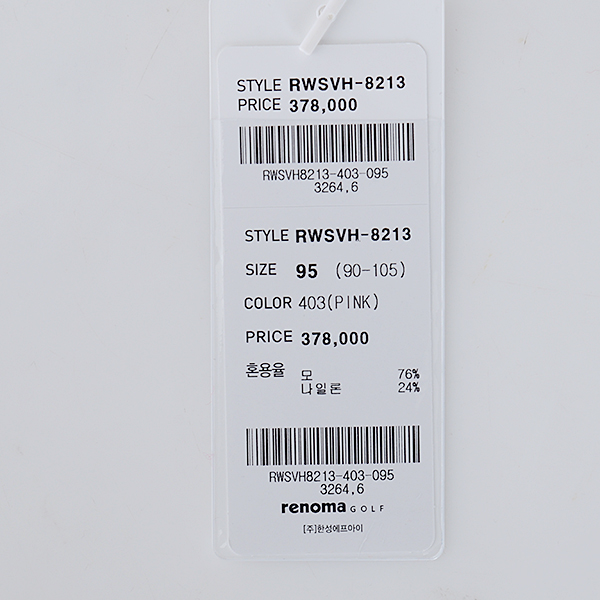 STYLE RWSVH-8213
PRICE 378,000
RWSVH8213-403-095
3264,6
STYLE RWSVH-8213
SIZE 95 (90-105)
COLOR 403(PINK)
PRICE 378,000
혼용율 모 76%
나일론 24%
RWSVH8213-403-095
3264,6
renoma GOLF
[주]한성에프아이